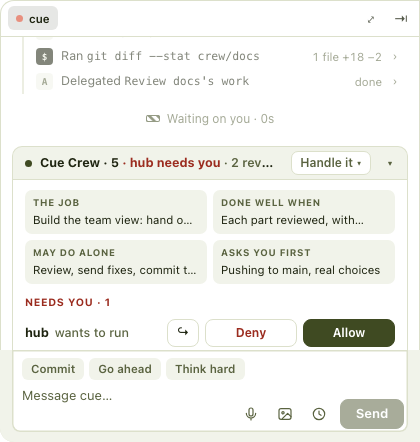 cue
$ Ran git diff --stat crew/docs 1 file +18 −2 ›
A Delegated Review docs's work done ›
Waiting on you · 0s
Cue Crew · 5 · hub needs you · 2 rev... Handle it
THE JOB
Build the team view: hand o...
DONE WELL WHEN
Each part reviewed, with...
MAY DO ALONE
Review, send fixes, commit t...
ASKS YOU FIRST
Pushing to main, real choices
NEEDS YOU · 1
hub wants to run Deny Allow
Commit Go ahead Think hard
Message cue...
Send